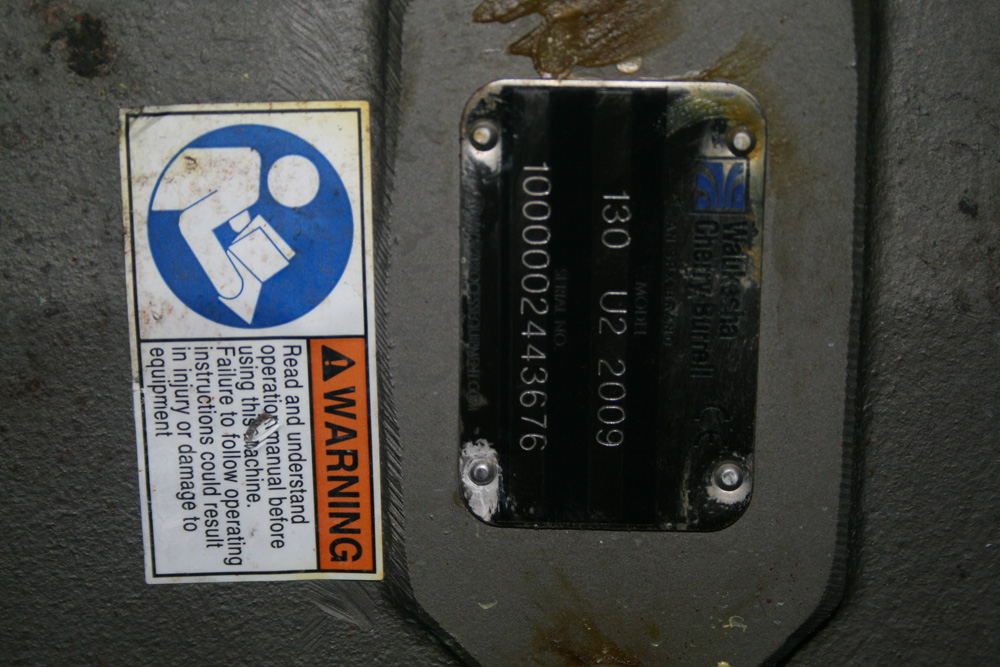 WARNING
Read and understand
operation manual before
using this machine.
Failure to follow operating
instructions could result
in injury or damage to
equipment
Waukesha
Cherry-Burrell
CE
MODEL
130 U2 2009
SERIAL NO.
1000002443676